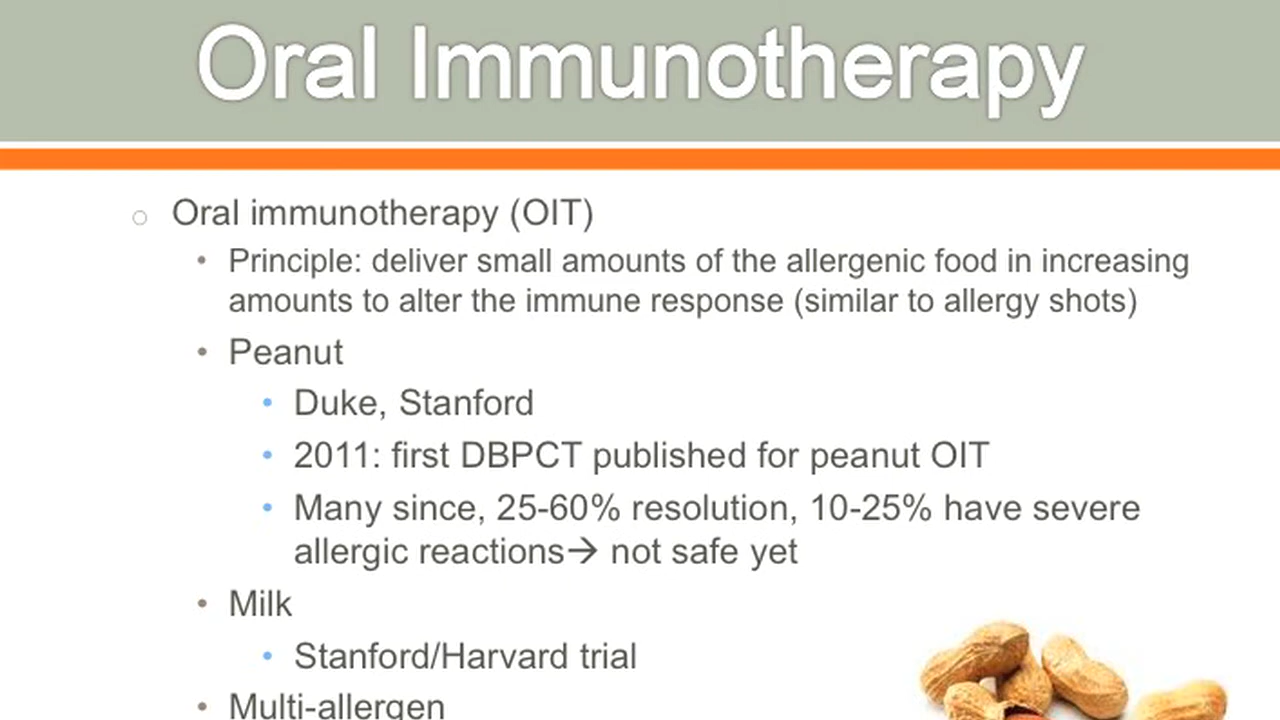 Oral Immunotherapy
Oral immunotherapy (OIT)
Principle: deliver small amounts of the allergenic food in increasing
amounts to alter the immune response (similar to allergy shots)
Peanut
Duke, Stanford
2011: first DBPCT published for peanut OIT
Many since, 25-60% resolution, 10-25% have severe
allergic reactions→ not safe yet
Milk
Stanford/Harvard trial
Multi-allergen